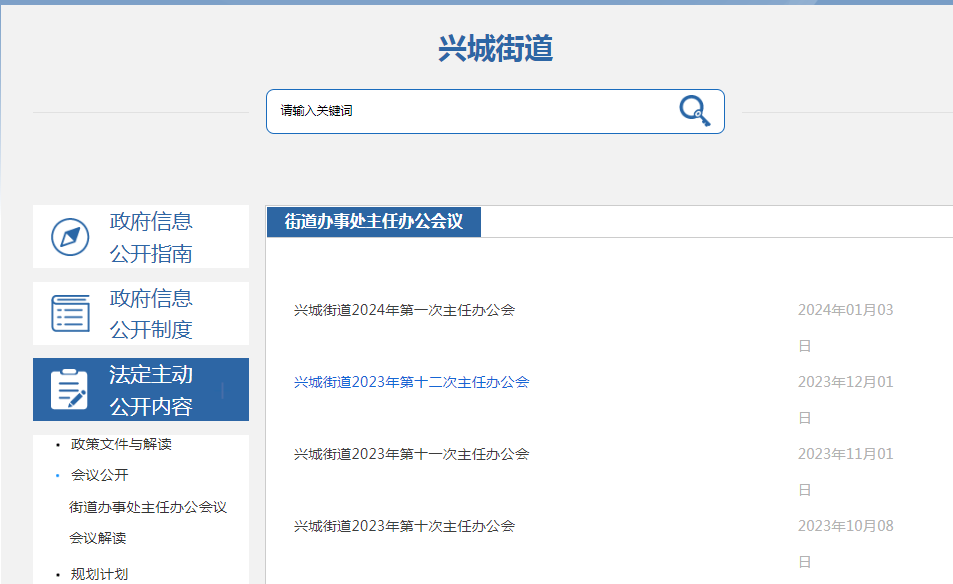 兴城街道
请输入关键词
政府信息
公开指南
政府信息
公开制度
法定主动
公开内容
政策文件与解读
会议公开
街道办事处主任办公会议
会议解读
规划计划
街道办事处主任办公会议
兴城街道2024年第一次主任办公会
2024年01月03
日
兴城街道2023年第十二次主任办公会
2023年12月01
日
兴城街道2023年第十一次主任办公会
2023年11月01
日
兴城街道2023年第十次主任办公会
2023年10月08
日